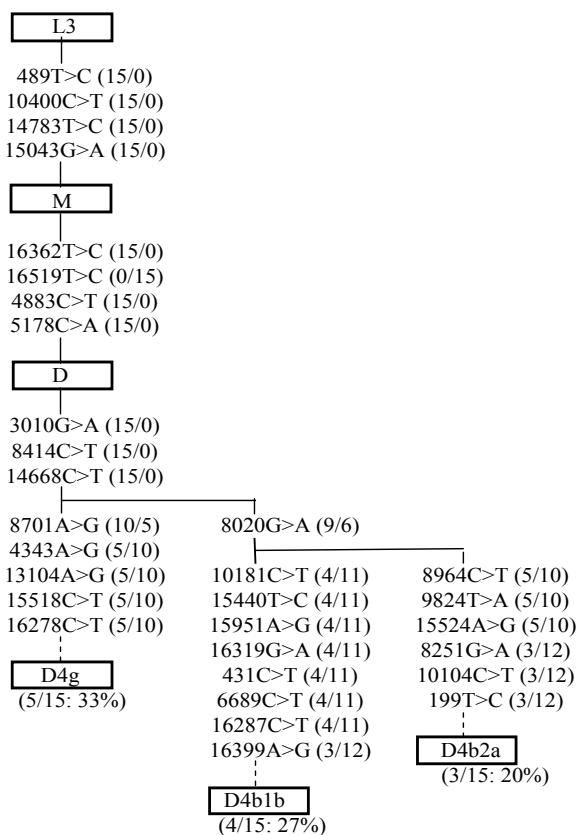 L3
489T>C (15/0)
10400C>T (15/0)
14783T>C (15/0)
15043G>A (15/0)
M
16362T>C (15/0)
16519T>C (0/15)
4883C>T (15/0)
5178C>A (15/0)
D
3010G>A (15/0)
8414C>T (15/0)
14668C>T (15/0)
8701A>G (10/5)
4343A>G (5/10)
13104A>G (5/10)
15518C>T (5/10)
16278C>T (5/10)
D4g
(5/15: 33%)
8020G>A (9/6)
10181C>T (4/11)
15440T>C (4/11)
15951A>G (4/11)
16319G>A (4/11)
431C>T (4/11)
6689C>T (4/11)
16287C>T (4/11)
16399A>G (3/12)
D4b1b
(4/15: 27%)
8964C>T (5/10)
9824T>A (5/10)
15524A>G (5/10)
8251G>A (3/12)
10104C>T (3/12)
199T>C (3/12)
D4b2a
(3/15: 20%)